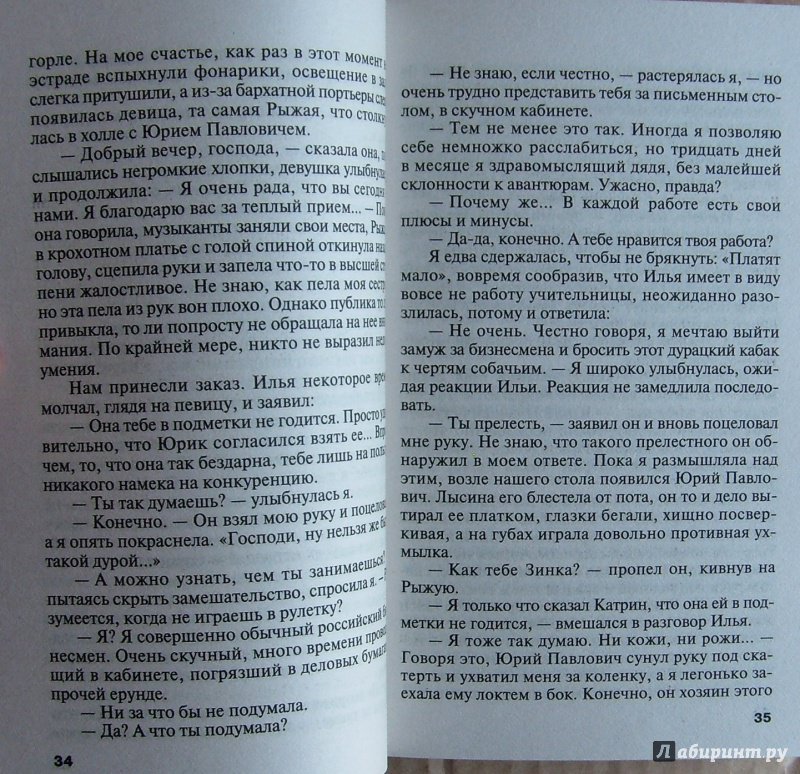 горле. На мое счастье, как раз в этот момент
эстраде вспыхнули фонарики, освещение в
слегка притушили, а из-за бархатной портьеры
появилась девица, та самая Рыжая, что
лась в холле с Юрием Павловичем.
— Добрый вечер, господа, — сказала она,
слышались негромкие хлопки, девушка
и продолжила: — Я очень рада, что вы
нами. Я благодарю вас за теплый прием... —
она говорила, музыканты заняли свои места,
в крохотном платье с голой спиной откинула
голову, сцепила руки и запела что-то в высшей
пени жалостливое. Не знаю, как пела моя
но эта пела из рук вон плохо. Однако публика то
привыкла, то ли попросту не обращала на нее
мания. По крайней мере, никто не выразил
умения.
Нам принесли заказ. Илья некоторое
молчал, глядя на певицу, и заявил:
— Она тебе в подметки не годится. Просто
вительно, что Юрик согласился взять ее...
чем, то, что она так бездарна, тебе лишь на
никакого намека на конкуренцию.
— Ты так думаешь? — улыбнулась я.
— Конечно. — Он взял мою руку и
а я опять покраснела. «Господи, ну нельзя же
такой дурой...»
— А можно узнать, чем ты занимаешься?
пытаясь скрыть замешательство, спросила я. —
зумеется, когда не играешь в рулетку?
— Я? Я совершенно обычный российский
несмен. Очень скучный, много времени
щий в кабинете, погрязший в деловых
прочей ерунде.
— Ни за что бы не подумала.
— Да? А что ты подумала?
34
— Не знаю, если честно, — растерялась я, — но
очень трудно представить тебя за письменным сто-
лом, в скучном кабинете.
— Тем не менее это так. Иногда я позволяю
себе немножко расслабиться, но тридцать дней
в месяце я здравомыслящий дядя, без малейшей
склонности к авантюрам. Ужасно, правда?
— Почему же... В каждой работе есть свои
плюсы и минусы.
— Да-да, конечно. А тебе нравится твоя работа?
Я едва сдержалась, чтобы не брякнуть: «Платят
мало», вовремя сообразив, что Илья имеет в виду
вовсе не работу учительницы, неожиданно разо-
злилась, потому и ответила:
— Не очень. Честно говоря, я мечтаю выйти
замуж за бизнесмена и бросить этот дурацкий кабак
к чертям собачьим. — Я широко улыбнулась, ожи-
дая реакции Ильи. Реакция не замедлила последо-
вать.
— Ты прелесть, — заявил он и вновь поцеловал
мне руку. Не знаю, что такого прелестного он об-
наружил в моем ответе. Пока я размышляла над
этим, возле нашего стола появился Юрий Павло-
вич. Лысина его блестела от пота, он то и дело вы-
тирал ее платком, глазки бегали, хищно посвер-
кивая, а на губах играла довольно противная ух-
мылка.
— Как тебе Зинка? — пропел он, кивнув на
Рыжую.
— Я только что сказал Катрин, что она ей в под-
метки не годится, — вмешался в разговор Илья.
— Я тоже так думаю. Ни кожи, ни рожи... —
Говоря это, Юрий Павлович сунул руку под ска-
терть и ухватил меня за коленку, а я легонько за-
ехала ему локтем в бок. Конечно, он хозяин этого
35
Лабиринт.ру